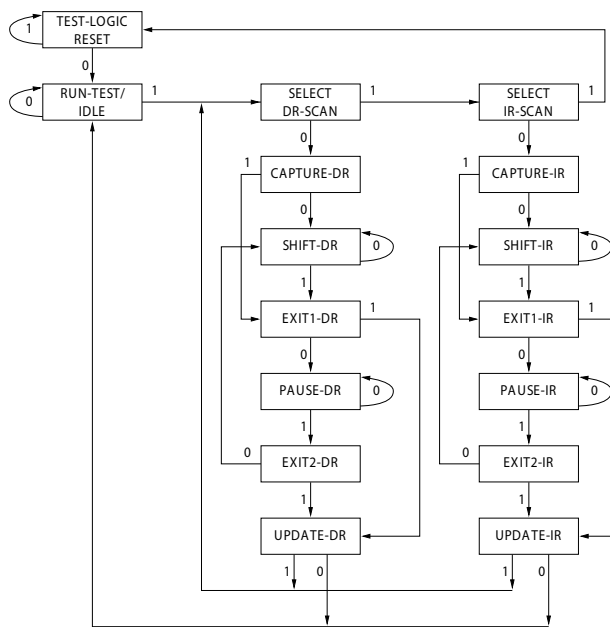 TEST-LOGIC
RESET
1
0
RUN-TEST/
IDLE
0
1
SELECT
DR-SCAN
1
SELECT
IR-SCAN
1
0
0
1
CAPTURE-DR
1
CAPTURE-IR
0
0
SHIFT-DR
0
SHIFT-IR
0
1
1
EXIT1-DR
1
EXIT1-IR
1
0
0
PAUSE-DR
0
PAUSE-IR
0
1
1
0
EXIT2-DR
0
EXIT2-IR
1
1
UPDATE-DR
UPDATE-IR
1
0
1
0